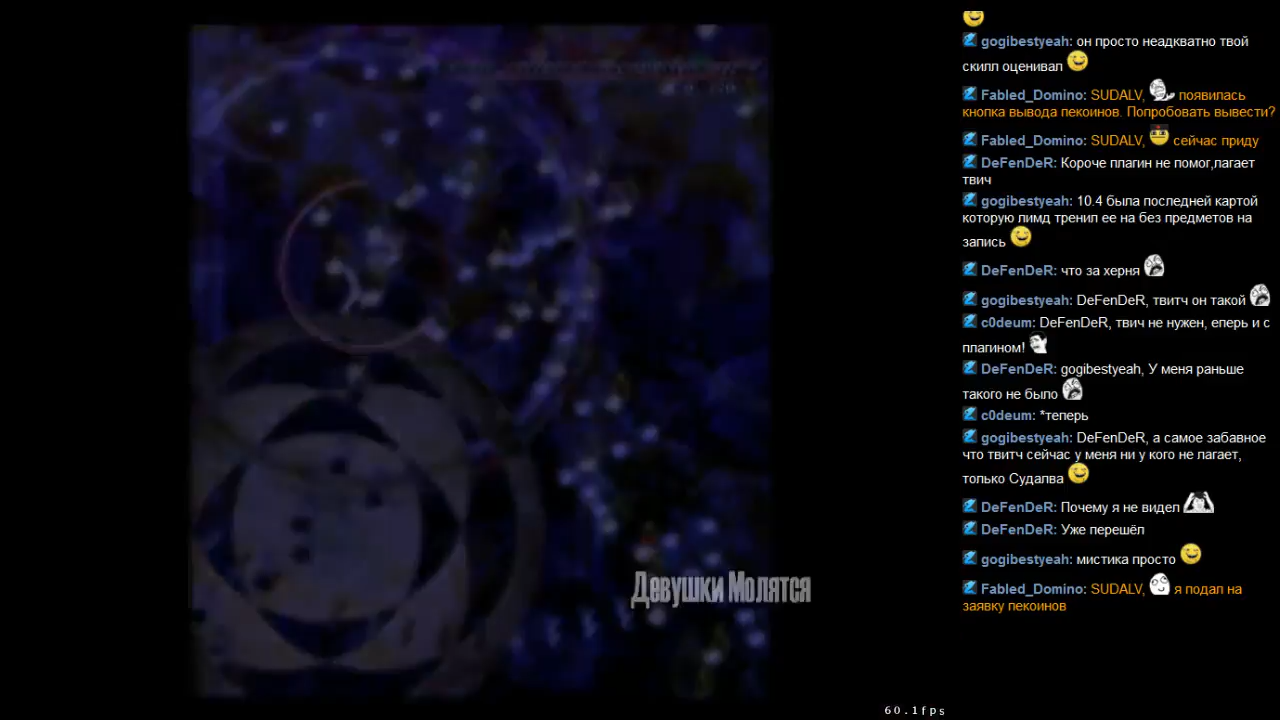 Девушки Молятся
60.1fps
gogibestyeah: он просто неадкватно твой
скилл оценивал
Fabled_Domino: SUDALV, появилась
кнопка вывода пекоинов. Попробовать вывести?
Fabled_Domino: SUDALV, сейчас приду
DeFenDeR: Короче плагин не помог,лагает
твич
gogibestyeah: 10.4 была последней картой
которую лимд тренил ее на без предметов на
запись
DeFenDeR: что за херня
gogibestyeah: DeFenDeR, твитч он такой
c0deum: DeFenDeR, твич не нужен, еперь и с
плагином!
DeFenDeR: gogibestyeah, У меня раньше
такого не было
c0deum: *теперь
gogibestyeah: DeFenDeR, а самое забавное
что твитч сейчас у меня ни у кого не лагает,
только Судалва
DeFenDeR: Почему я не видел
DeFenDeR: Уже перешёл
gogibestyeah: мистика просто
Fabled_Domino: SUDALV, я подал на
заявку пекоинов